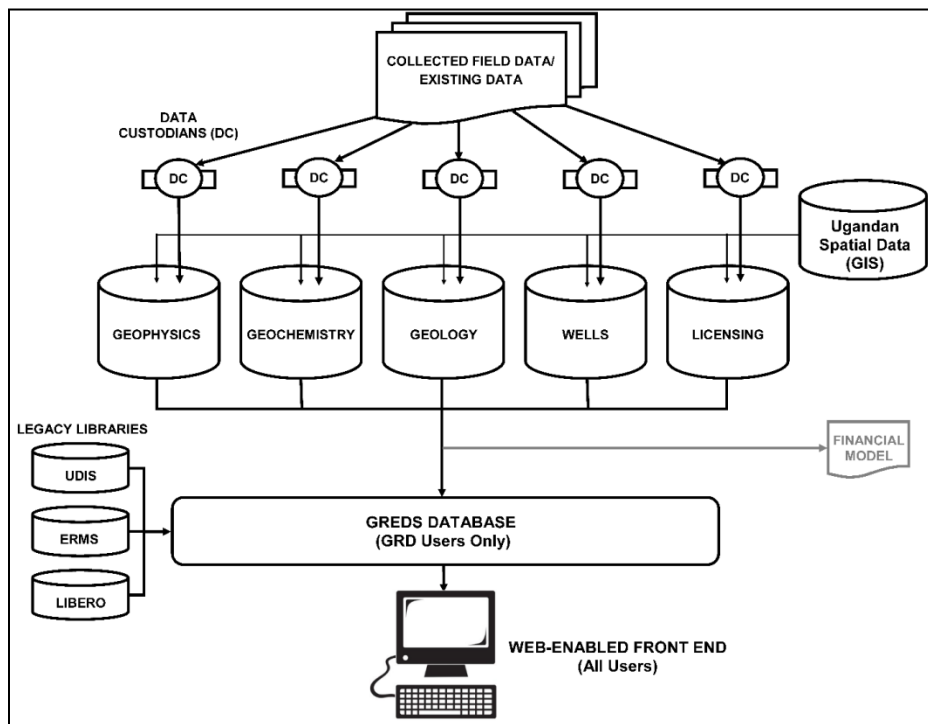 COLLECTED FIELD DATA/
EXISTING DATA
DATA
CUSTODIANS (DC)
DC
DC
DC
DC
DC
Ugandan
Spatial Data
(GIS)
GEOPHYSICS
GEOCHEMISTRY
GEOLOGY
WELLS
LICENSING
LEGACY LIBRARIES
UDIS
ERMS
LIBERO
FINANCIAL
MODEL
GREDS DATABASE
(GRD Users Only)
WEB-ENABLED FRONT END
(All Users)